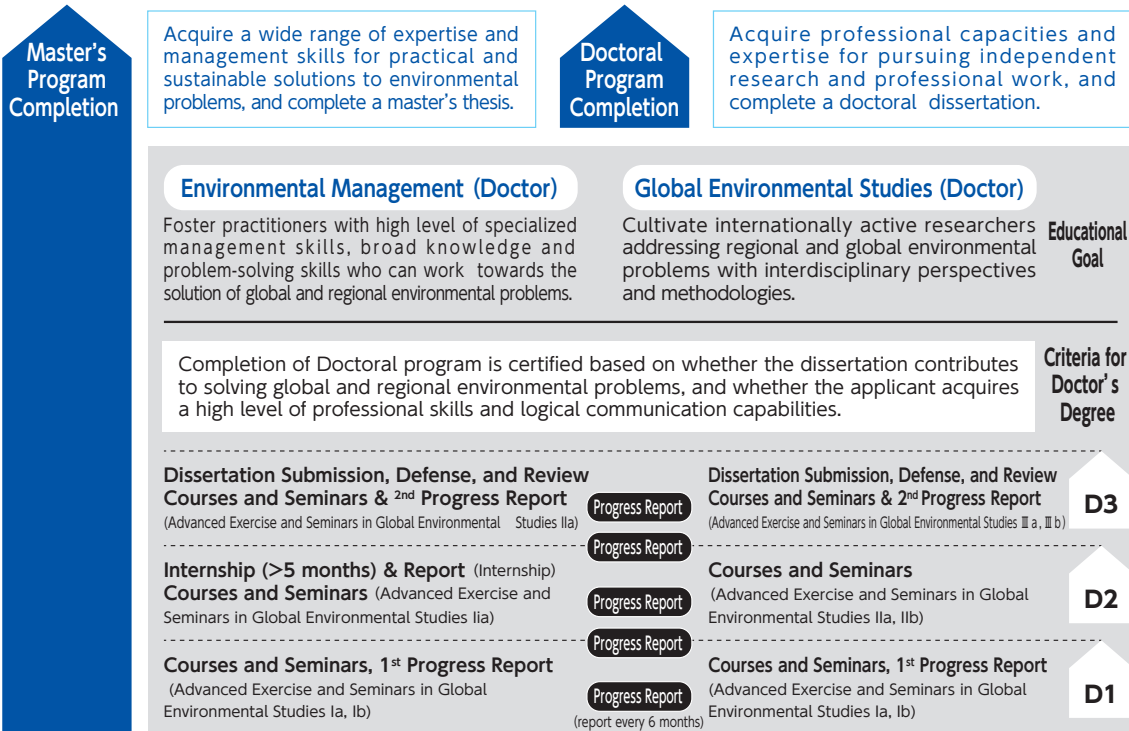 Master's
Program
Completion
Acquire a wide range of expertise and
management skills for practical and
sustainable solutions to environmental
problems, and complete a master's thesis.
Doctoral
Program
Completion
Acquire professional capacities and
expertise for pursuing independent
research and professional work, and
complete a doctoral dissertation.
Environmental Management (Doctor)
Foster practitioners with high level of specialized
management skills, broad knowledge and
problem-solving skills who can work towards the
solution of global and regional environmental problems.
Global Environmental Studies (Doctor)
Cultivate internationally active researchers
addressing regional and global environmental
problems with interdisciplinary perspectives
and methodologies.
Educational
Goal
Completion of Doctoral program is certified based on whether the dissertation contributes
to solving global and regional environmental problems, and whether the applicant acquires
a high level of professional skills and logical communication capabilities.
Criteria for
Doctor's
Degree
Dissertation Submission, Defense, and Review
Courses and Seminars & 2nd Progress Report
(Advanced Exercise and Seminars in Global Environmental Studies IIa)
Progress Report
Dissertation Submission, Defense, and Review
Courses and Seminars & 2nd Progress Report
(Advanced Exercise and Seminars in Global Environmental Studies Ⅲa, Ⅲb)
D3
Progress Report
Internship (>5 months) & Report (Internship)
Courses and Seminars (Advanced Exercise and
Seminars in Global Environmental Studies Iia)
Progress Report
Courses and Seminars
(Advanced Exercise and Seminars in Global
Environmental Studies IIa, IIb)
D2
Progress Report
Courses and Seminars, 1st Progress Report
(Advanced Exercise and Seminars in Global
Environmental Studies Ia, Ib)
Progress Report
(report every 6 months)
Courses and Seminars, 1st Progress Report
(Advanced Exercise and Seminars in Global
Environmental Studies Ia, Ib)
D1